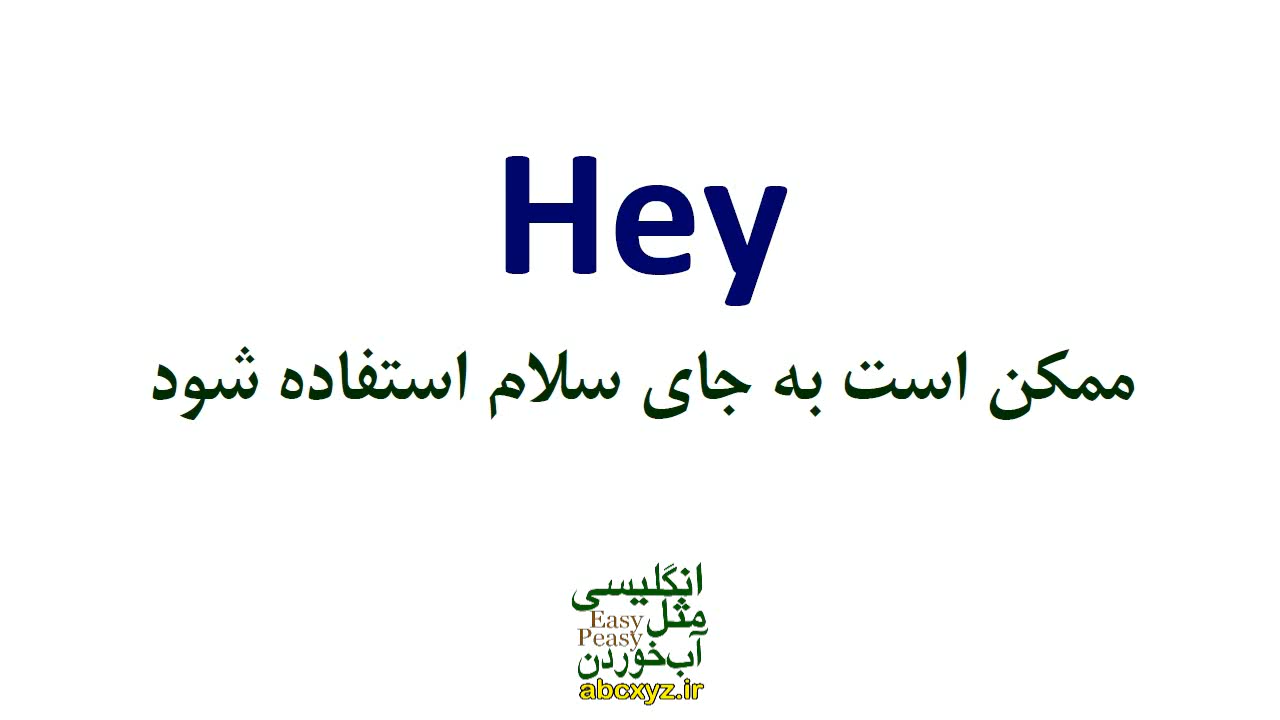 Hey
ممکن است به جای سلام استفاده شود
انگلیسی
مثل
Easy
Peasy
آب‌خوردن
abcxyz.ir